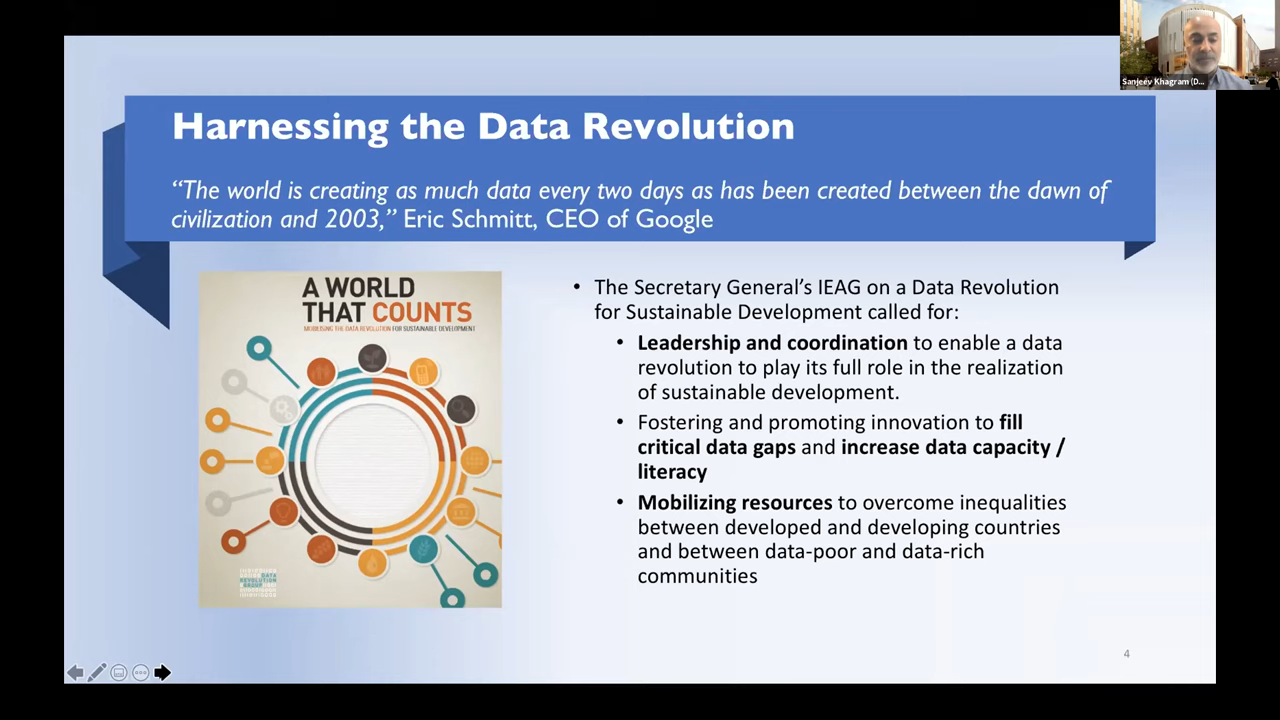 Sanjeev Khagram (D...
Harnessing the Data Revolution
“The world is creating as much data every two days as has been created between the dawn of
civilization and 2003,” Eric Schmitt, CEO of Google
A WORLD
THAT COUNTS
MOBILISING THE DATA REVOLUTION FOR SUSTAINABLE DEVELOPMENT
DATA
REVOLUTION
GROUP
• The Secretary General’s IEAG on a Data Revolution
for Sustainable Development called for:
• Leadership and coordination to enable a data
revolution to play its full role in the realization
of sustainable development.
• Fostering and promoting innovation to fill
critical data gaps and increase data capacity /
literacy
• Mobilizing resources to overcome inequalities
between developed and developing countries
and between data-poor and data-rich
communities
4